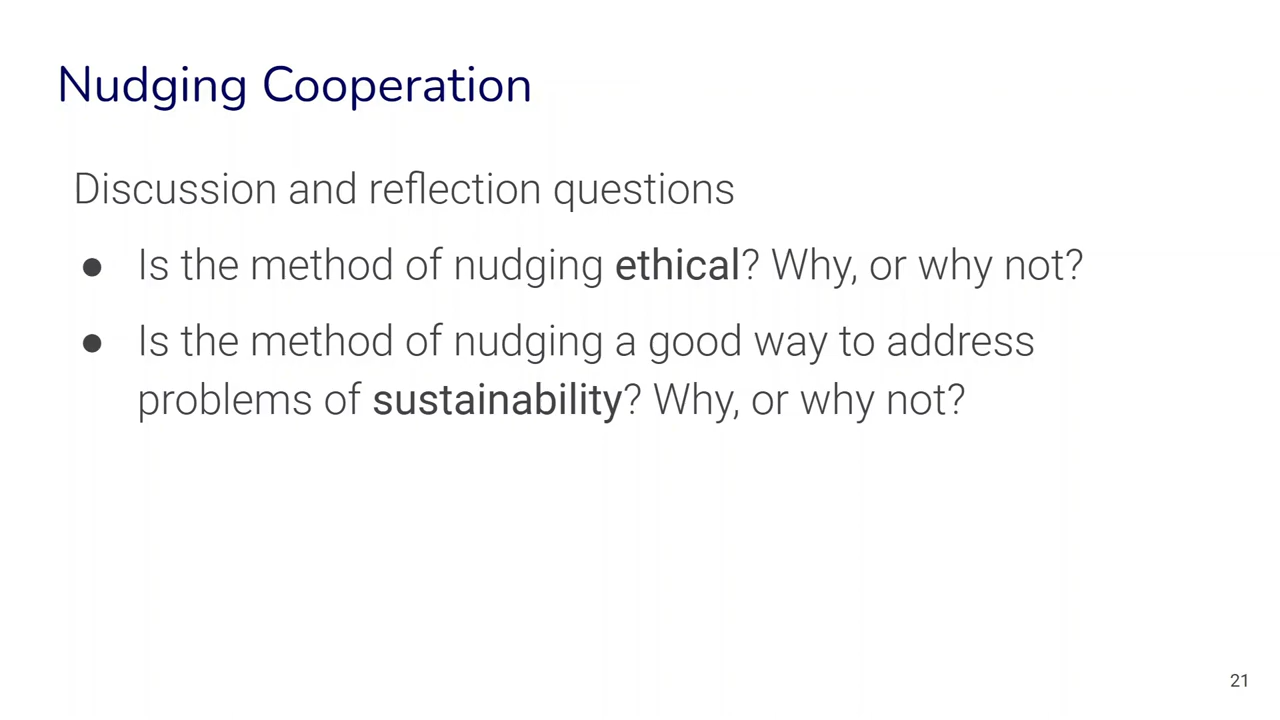 Nudging Cooperation
Discussion and reflection questions
● Is the method of nudging ethical? Why, or why not?
● Is the method of nudging a good way to address
problems of sustainability? Why, or why not?
21